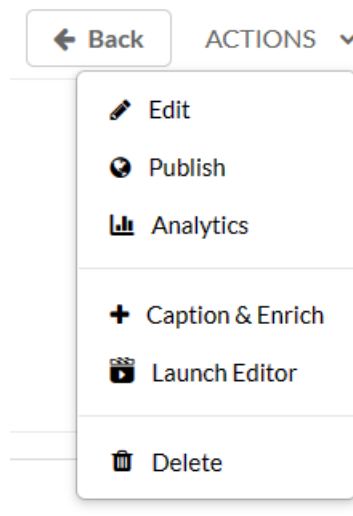 Back ACTIONS
Edit
Publish
Analytics
Caption & Enrich
Launch Editor
Delete